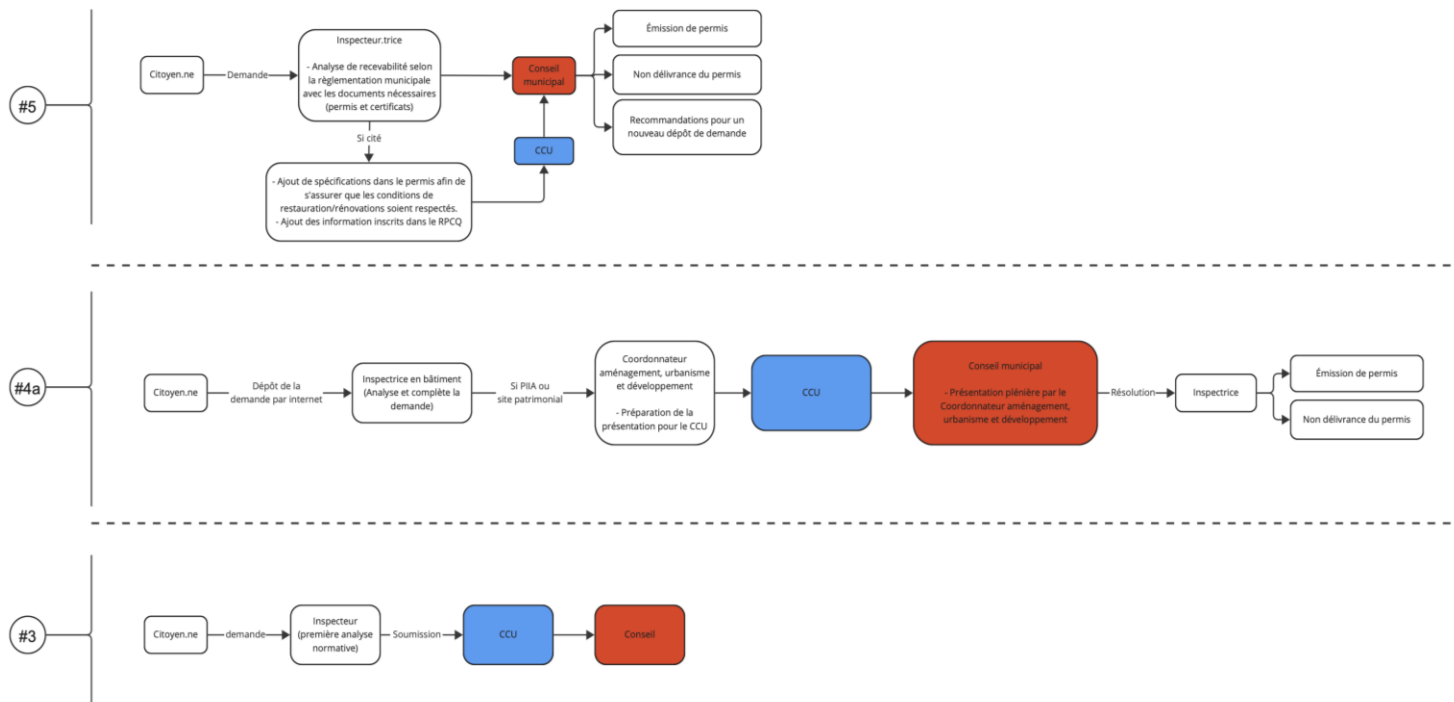 #5
Citoyen.ne
Demande
Inspecteur.trice
- Analyse de recevabilité selon
la règlementation municipale
avec les documents nécessaires
(permis et certificats)
Si cité
- Ajout de spécifications dans le permis afin de
s'assurer que les conditions de
restauration/rénovations soient respectés.
- Ajout des information inscrits dans le RPCQ
CCU
Conseil
municipal
Émission de permis
Non délivrance du permis
Recommandations pour un
nouveau dépôt de demande
#4a
Citoyen.ne
Dépôt de la
demande par internet
Inspectrice en bâtiment
(Analyse et complète la
demande)
Si PIIA ou
site patrimonial
Coordonnateur
aménagement, urbanisme
et développement
- Préparation de la
présentation pour le CCU
CCU
Conseil municipal
- Présentation plénière par le
Coordonnateur aménagement,
urbanisme et développement
Résolution
Inspectrice
Émission de permis
Non délivrance du permis
#3
Citoyen.ne
demande
Inspecteur
(première analyse
normative)
Soumission
CCU
Conseil